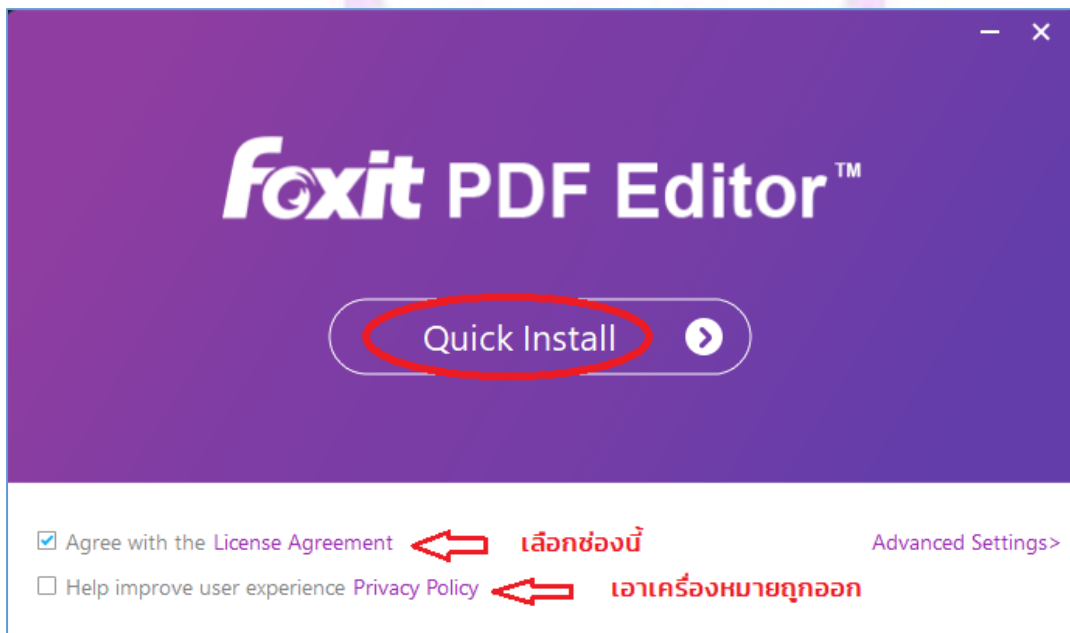 foxit PDF Editor™
Quick Install
Agree with the License Agreement เลือกช่องนี้ Advanced Settings>
Help improve user experience Privacy Policy เอาเครื่องหมายถูกออก